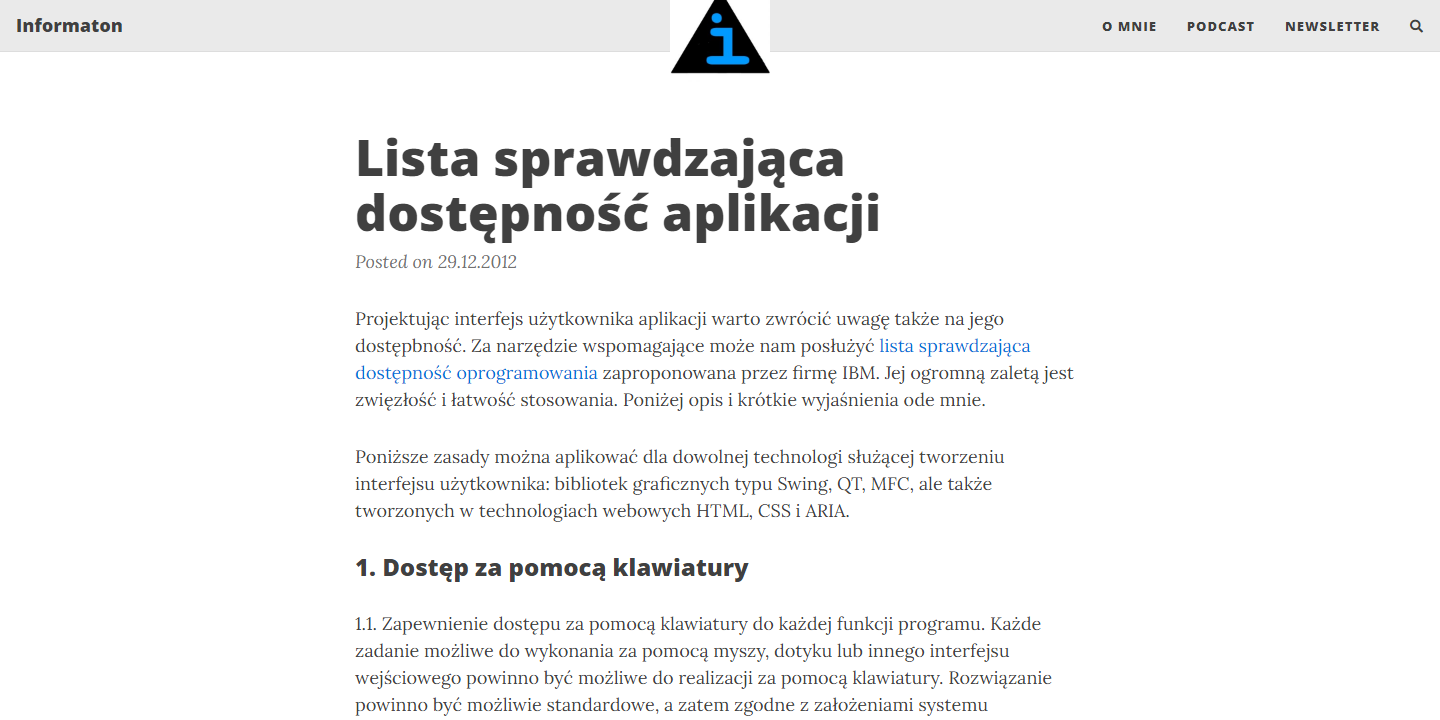 Informaton
i
O MNIE
PODCAST
NEWSLETTER
Lista sprawdzająca
dostępność aplikacji
Posted on 29.12.2012
Projektując interfejs użytkownika aplikacji warto zwrócić uwagę także na jego
dostępbność. Za narzędzie wspomagające może nam posłużyć lista sprawdzająca
dostępność oprogramowania zaproponowana przez firmę IBM. Jej ogromną zaletą jest
zwięzłość i łatwość stosowania. Poniżej opis i krótkie wyjaśnienia ode mnie.
Poniższe zasady można aplikować dla dowolnej technologi służącej tworzeniu
interfejsu użytkownika: bibliotek graficznych typu Swing, QT, MFC, ale także
tworzonych w technologiach webowych HTML, CSS i ARIA.
1. Dostęp za pomocą klawiatury
1.1. Zapewnienie dostępu za pomocą klawiatury do każdej funkcji programu. Każde
zadanie możliwe do wykonania za pomocą myszy, dotyku lub innego interfejsu
wejściowego powinno być możliwe do realizacji za pomocą klawiatury. Rozwiązanie
powinno być możliwie standardowe, a zatem zgodne z założeniami systemu